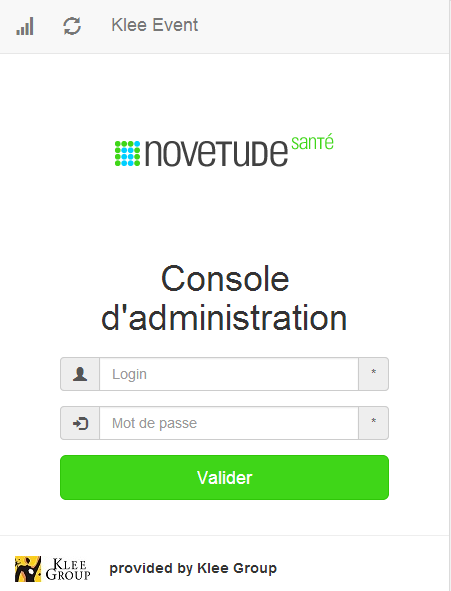 Klee Event
novetude santé
Console
d'administration
Login *
Mot de passe *
Valider
KLEE
GROUP
provided by Klee Group